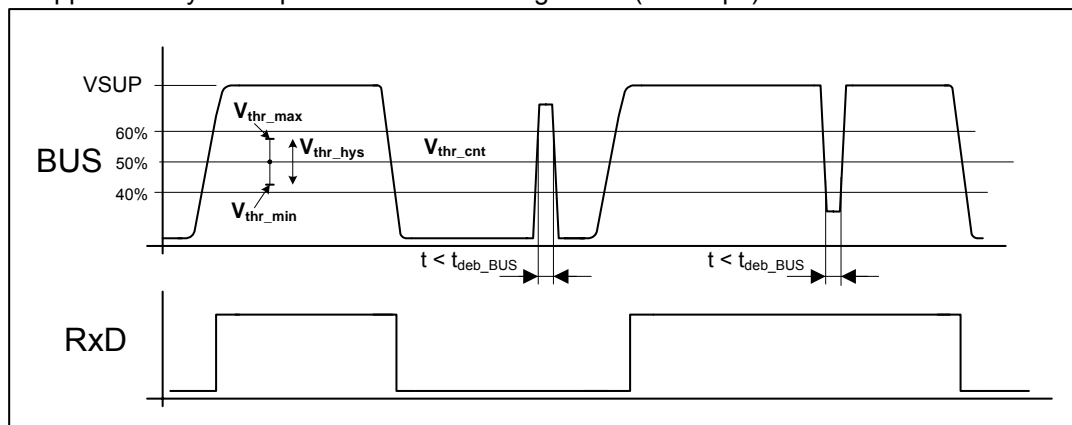 VSUP
V_thr_max
60%
V_thr_hys
V_thr_cnt
BUS
50%
40%
V_thr_min
t < t_deb_BUS
t < t_deb_BUS
RxD